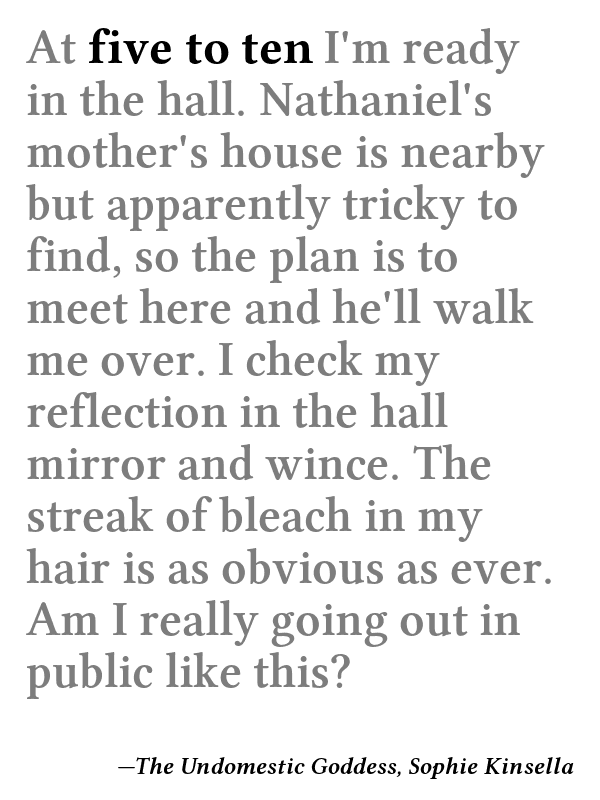 At five to ten I'm ready
in the hall. Nathaniel's
mother's house is nearby
but apparently tricky to
find, so the plan is to
meet here and he'll walk
me over. I check my
reflection in the hall
mirror and wince. The
streak of bleach in my
hair is as obvious as ever.
Am I really going out in
public like this?
—The Undomestic Goddess, Sophie Kinsella